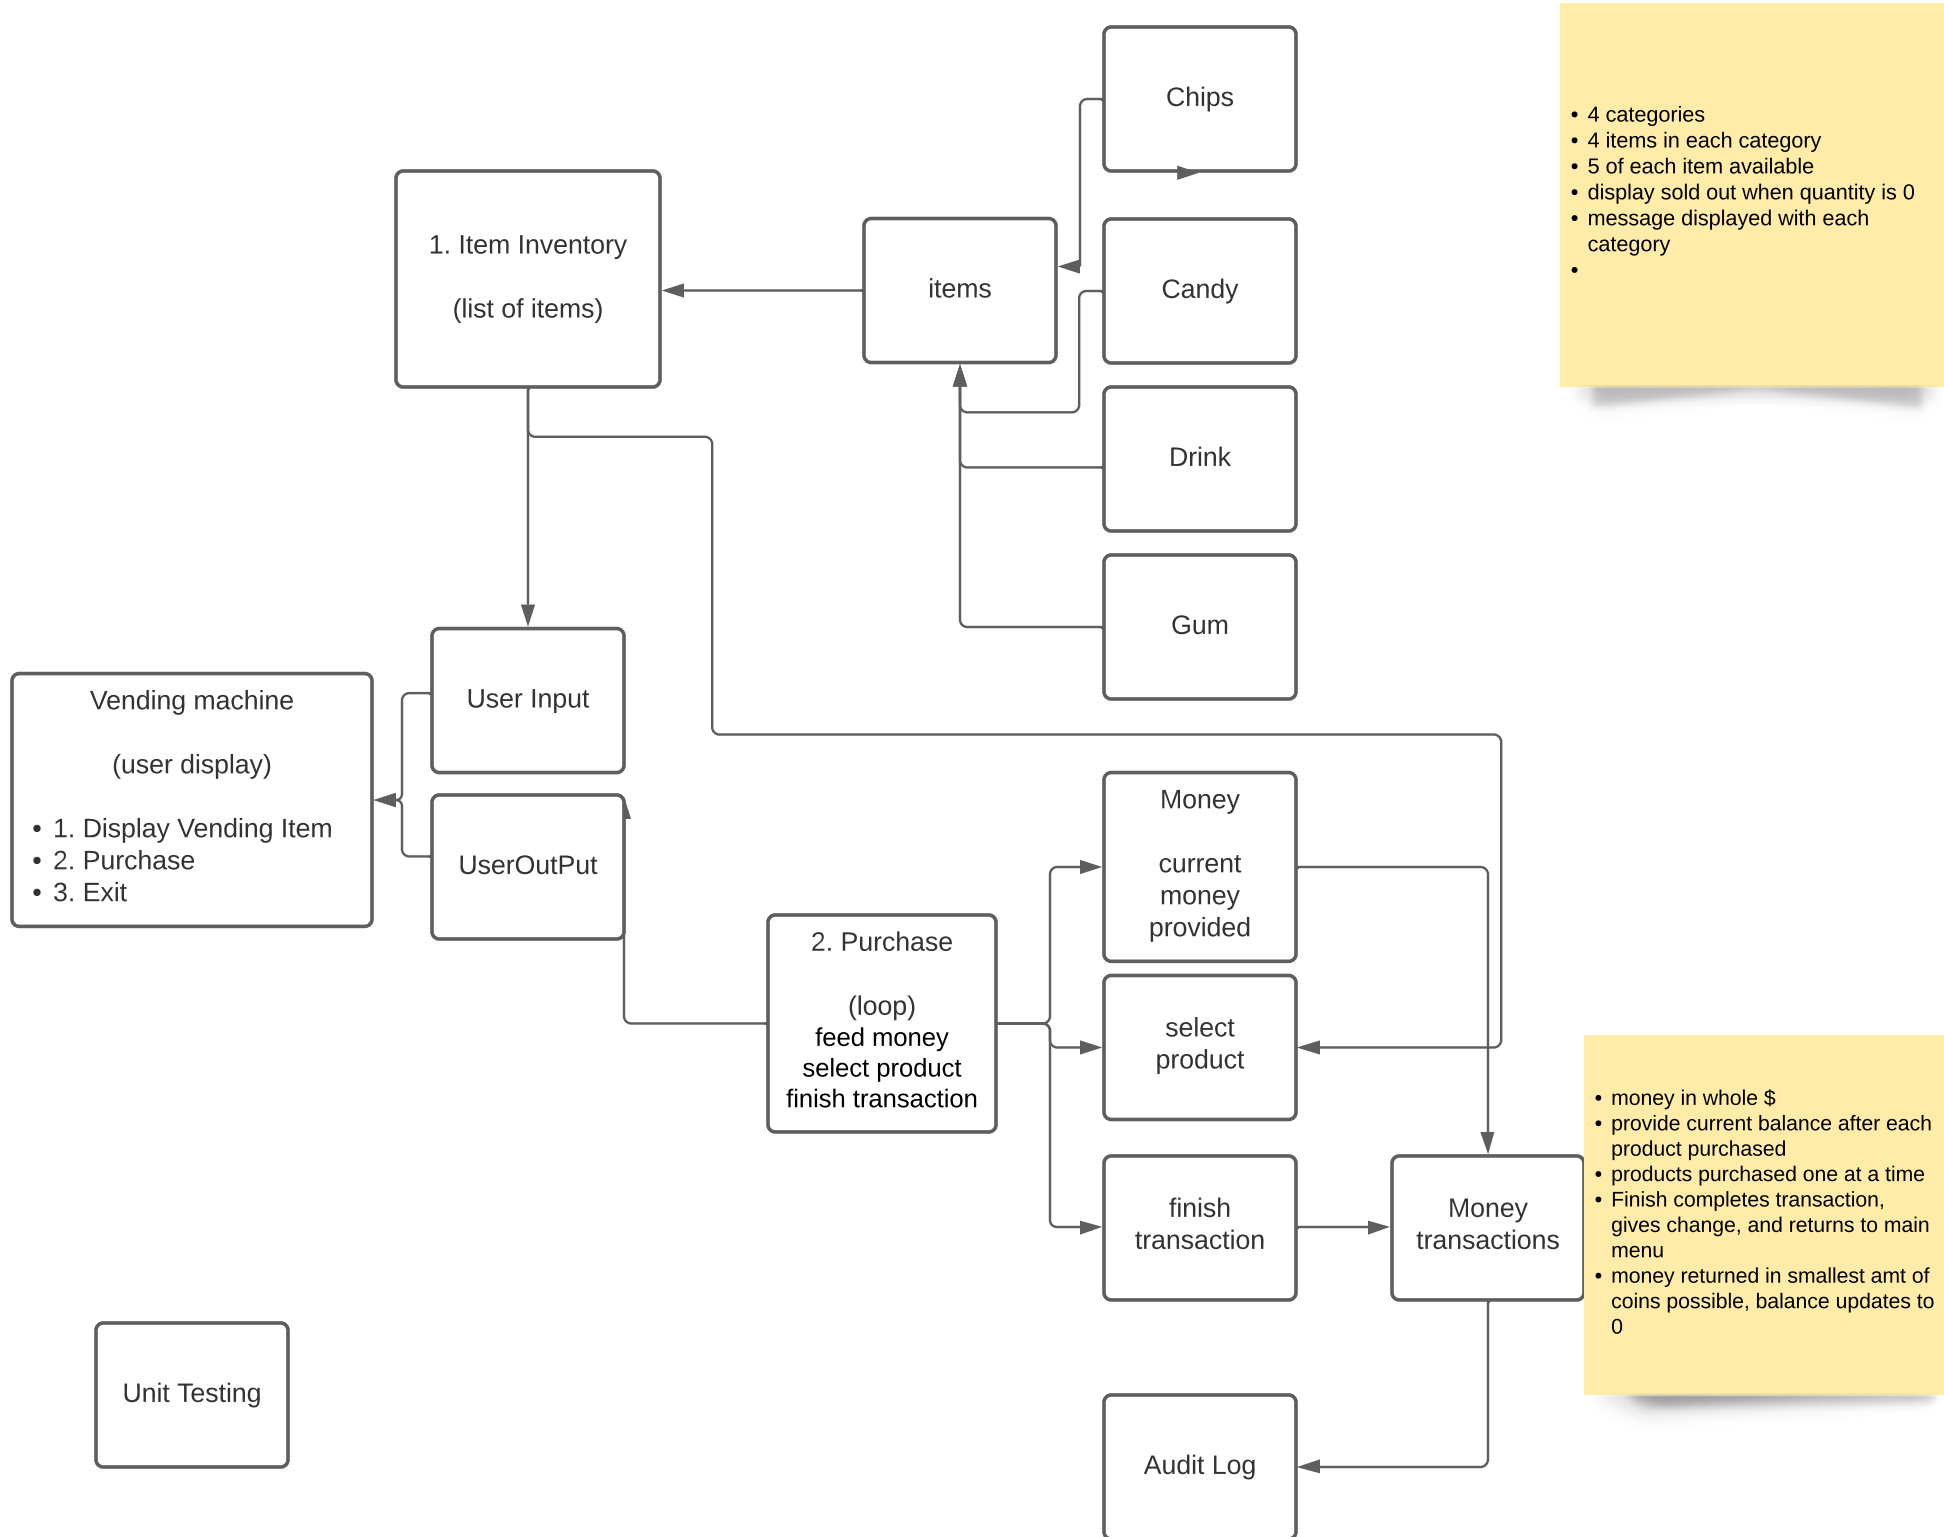 Chips
• 4 categories
• 4 items in each category
• 5 of each item available
• display sold out when quantity is 0
• message displayed with each
category
•
1. Item Inventory
(list of items)
items
Candy
Drink
Gum
User Input
Vending machine
(user display)
• 1. Display Vending Item
• 2. Purchase
• 3. Exit
UserOutPut
Money
current
money
provided
2. Purchase
(loop)
feed money
select product
finish transaction
select
product
finish
transaction
Money
transactions
• money in whole $
• provide current balance after each
product purchased
• products purchased one at a time
• Finish completes transaction,
gives change, and returns to main
menu
• money returned in smallest amt of
coins possible, balance updates to
0
Unit Testing
Audit Log